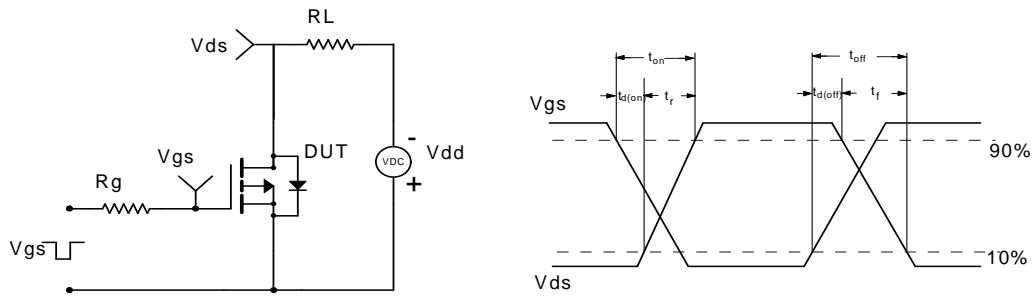 RL
Vds
Vgs
DUT
VDC
-
+
Vdd
Rg
Vgs
ton
toff
td(on)
tr
td(off)
tf
Vgs
90%
10%
Vds